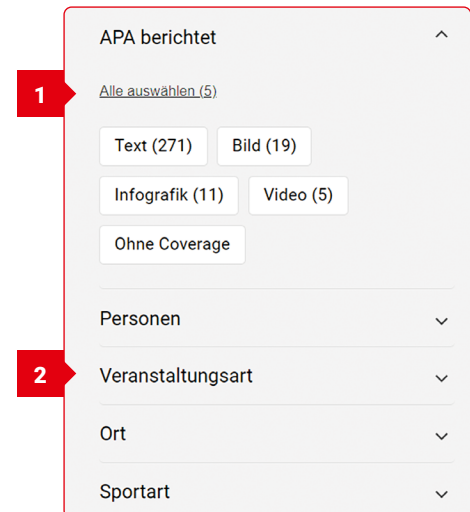 APA berichtet
1
Alle auswählen (5)
Text (271) Bild (19)
Infografik (11) Video (5)
Ohne Coverage
Personen
2
Veranstaltungsart
Ort
Sportart